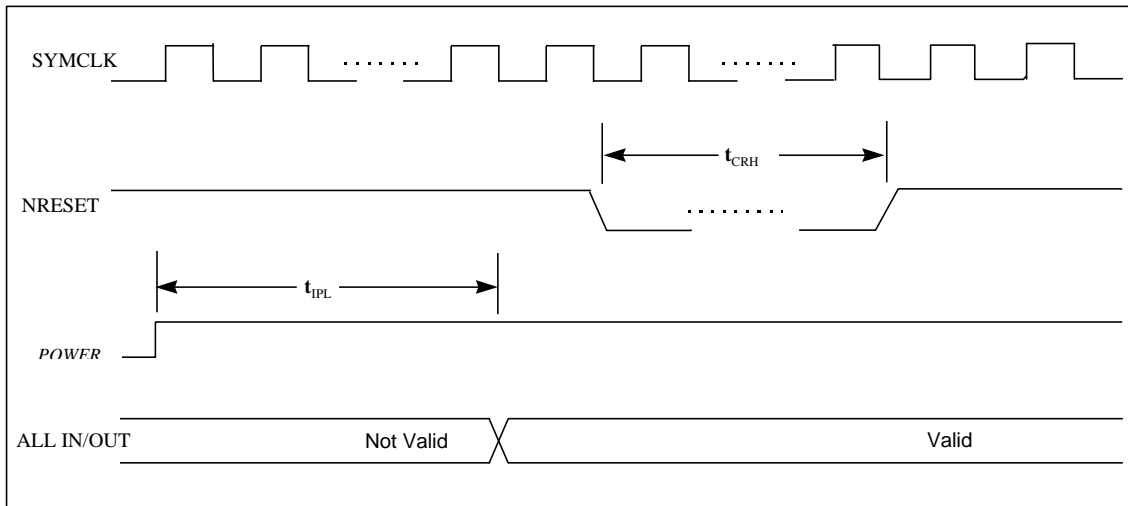 SYMCLK
tCRH
NRESET
tIPL
POWER
ALL IN/OUT Not Valid Valid